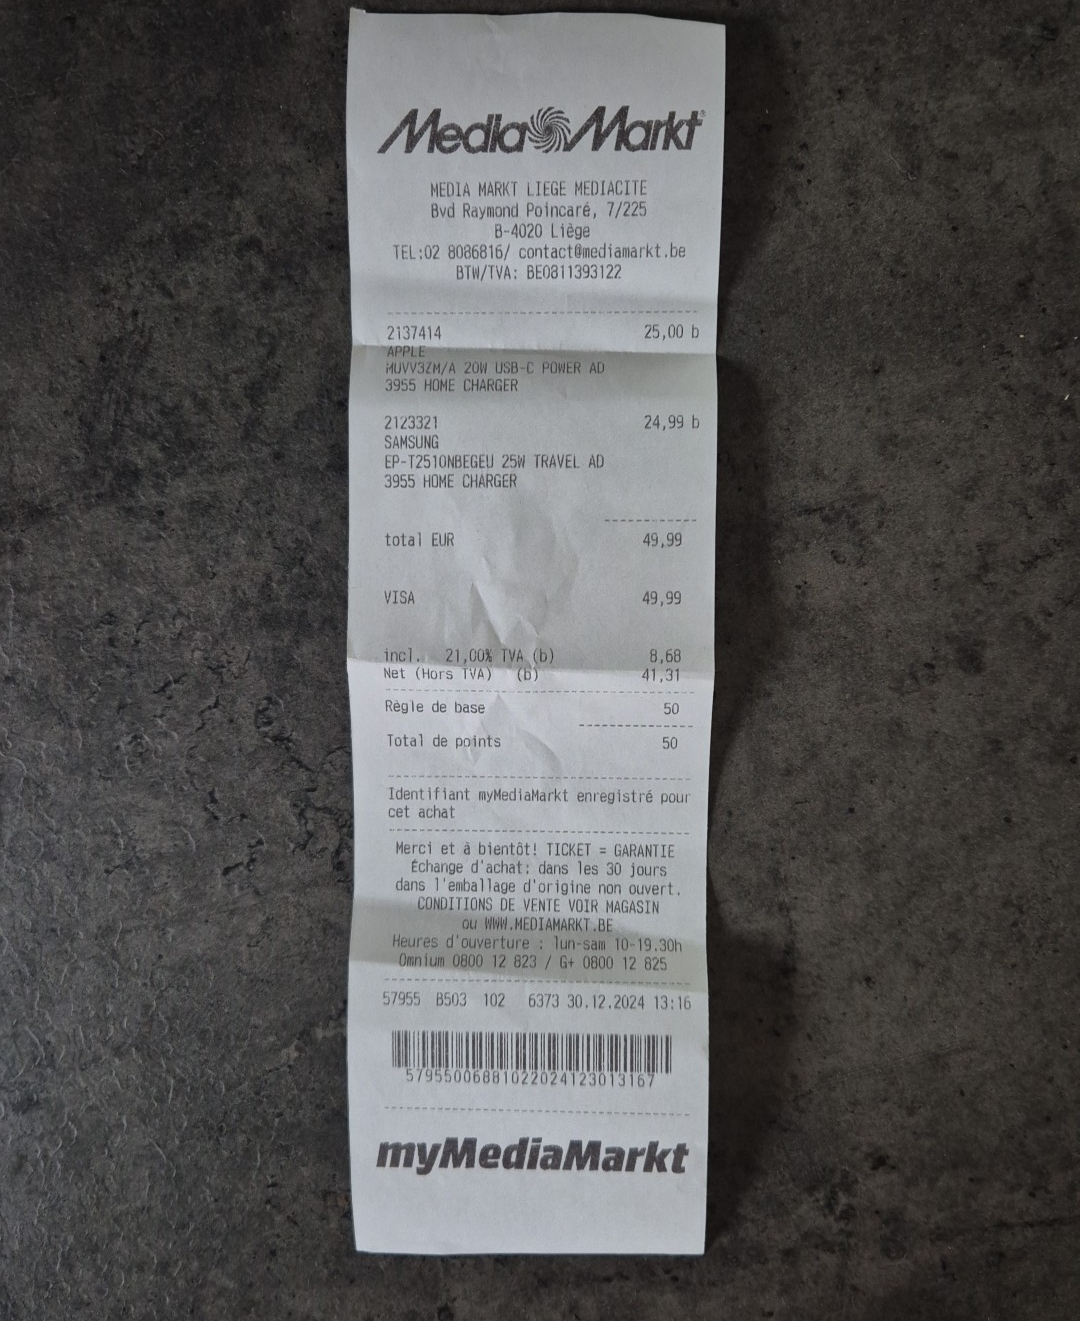 Media Markt®
MEDIA MARKT LIEGE MEDIACITE
Bvd Raymond Poincaré, 7/225
B-4020 Liège
TEL:02 8086816/ contact@mediamarkt.be
BTW/TVA: BE0811393122
2137414 25,00 b
APPLE
MUVV3ZM/A 20W USB-C POWER AD
3955 HOME CHARGER
2123321 24,99 b
SAMSUNG
EP-T2510NBEGEU 25W TRAVEL AD
3955 HOME CHARGER
total EUR 49,99
VISA 49,99
incl. 21,00% TVA (b) 8,68
Net (Hors TVA) (b) 41,31
Règle de base 50
Total de points 50
Identifiant myMediaMarkt enregistré pour
cet achat
Merci et à bientôt! TICKET = GARANTIE
Échange d'achat: dans les 30 jours
dans l'emballage d'origine non ouvert.
CONDITIONS DE VENTE VOIR MAGASIN
ou WWW.MEDIAMARKT.BE
Heures d'ouverture : lun-sam 10-19.30h
Omnium 0800 12 823 / G+ 0800 12 825
57955 B503 102 6373 30.12.2024 13:16
5795500688102202412301316​7
myMediaMarkt